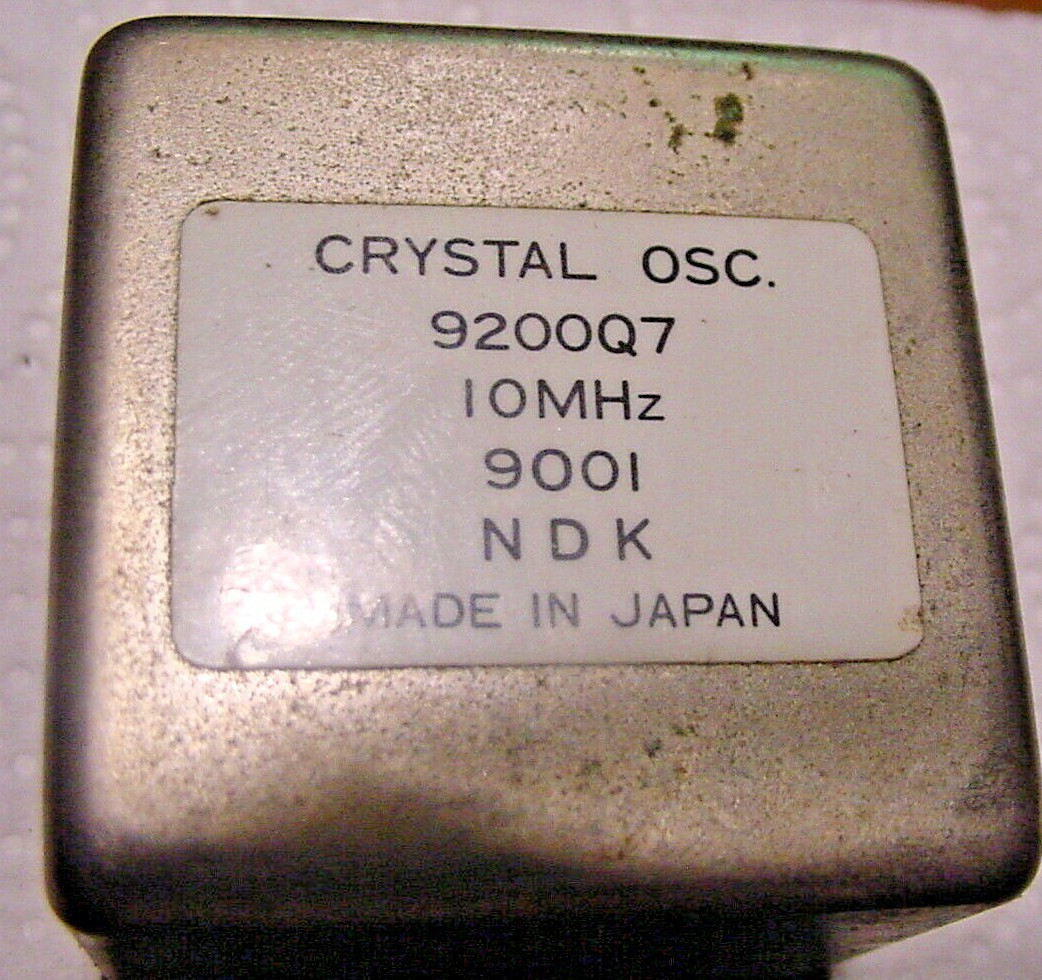 CRYSTAL OSC.
9200Q7
10MHz
9001
NDK
MADE IN JAPAN